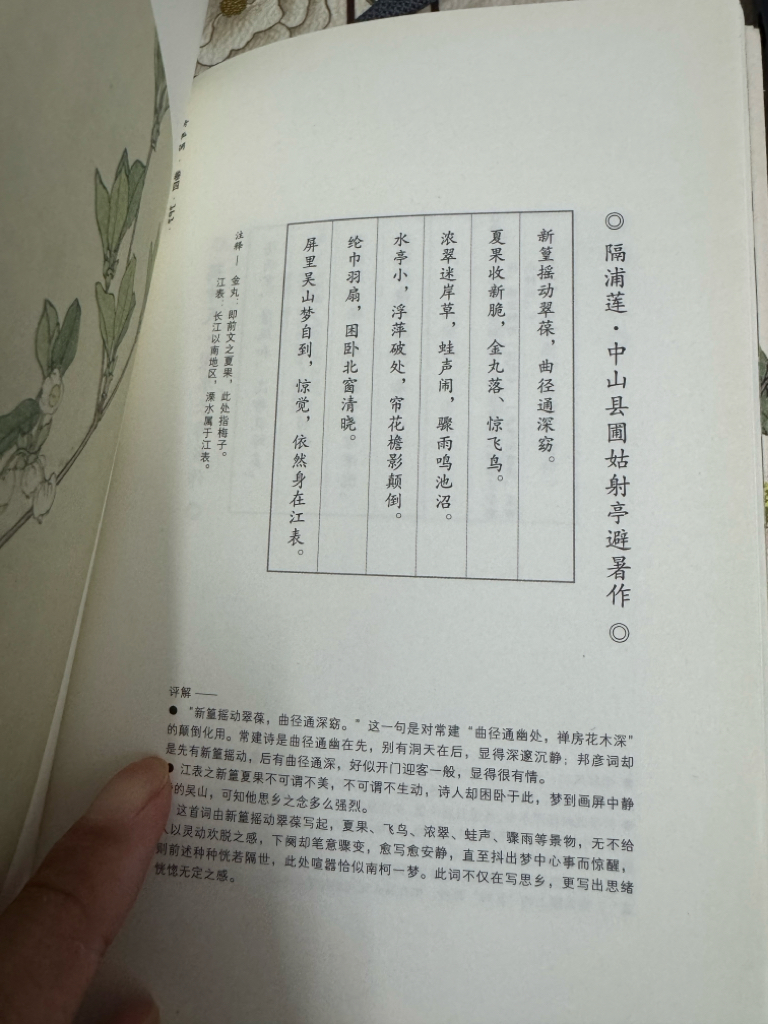 ◎ 隔浦莲·中山县圃姑射亭避暑作 ◎
新篁摇动翠葆，曲径通深窈。
夏果收新脆，金丸落、惊飞鸟。
浓翠迷岸草，蛙声闹，骤雨鸣池沼。
水亭小，浮萍破处，帘花檐影颠倒。
纶巾羽扇，困卧北窗清晓。
屏里吴山梦自到，惊觉，依然身在江表。
注释— 金丸：即前文之夏果，此处指梅子。
江表：长江以南地区，溧水属于江表。
卷四
评解——
● “新篁摇动翠葆，曲径通深窈。”这一句是对常建“曲径通幽处，禅房花木深”
的颠倒化用。常建诗是曲径通幽在先，别有洞天在后，显得深邃沉静；邦彦词却
是先有新篁摇动，后有曲径通深，好似开门迎客一般，显得很有情。
● 江表之新篁夏果不可谓不美，不可谓不生动，诗人却困卧于此，梦到画屏中静
的吴山，可知他思乡之念多么强烈。
这首词由新篁摇动翠葆写起，夏果、飞鸟、浓翠、蛙声、骤雨等景物，无不给
人以灵动欢脱之感，下阕却笔意骤变，愈写愈安静，直至抖出梦中心事而惊醒，
则前述种种恍若隔世，此处喧嚣恰似南柯一梦。此词不仅在写思乡，更写出思绪
恍惚无定之感。